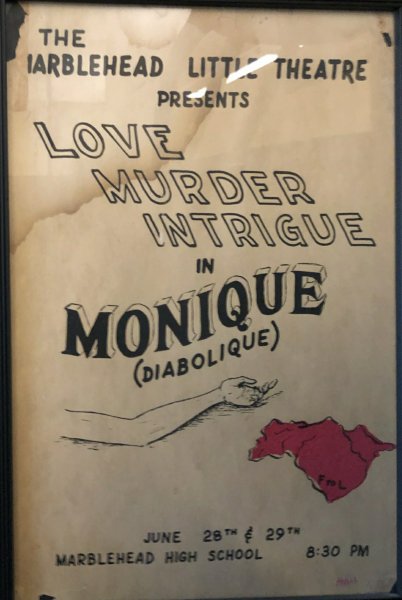 THE
MARBLEHEAD LITTLE THEATRE
PRESENTS
LOVE
MURDER
INTRIGUE
IN
MONIQUE
(DIABOLIQUE)
F TO L
JUNE 28TH & 29TH
MARBLEHEAD HIGH SCHOOL 8:30 PM